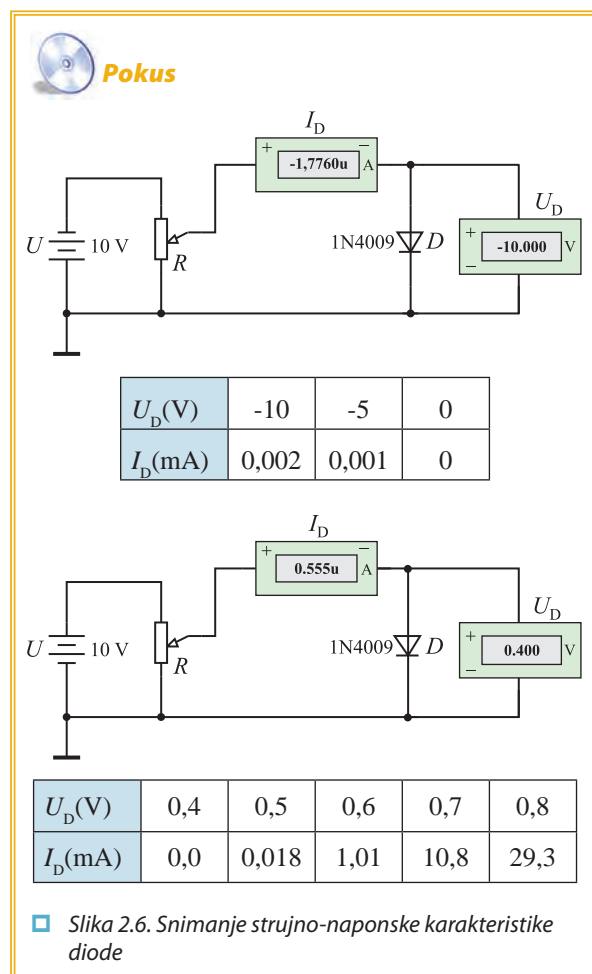 Pokus
I_D
+ -1,7760u − A
U_D
U 10 V R 1N4009 D + -10.000 V −
U_D(V) -10 -5 0
I_D(mA) 0,002 0,001 0
I_D
+ 0.555u − A
U_D
U 10 V R 1N4009 D + 0.400 V −
U_D(V) 0,4 0,5 0,6 0,7 0,8
I_D(mA) 0,0 0,018 1,01 10,8 29,3
Slika 2.6. Snimanje strujno-naponske karakteristike
diode